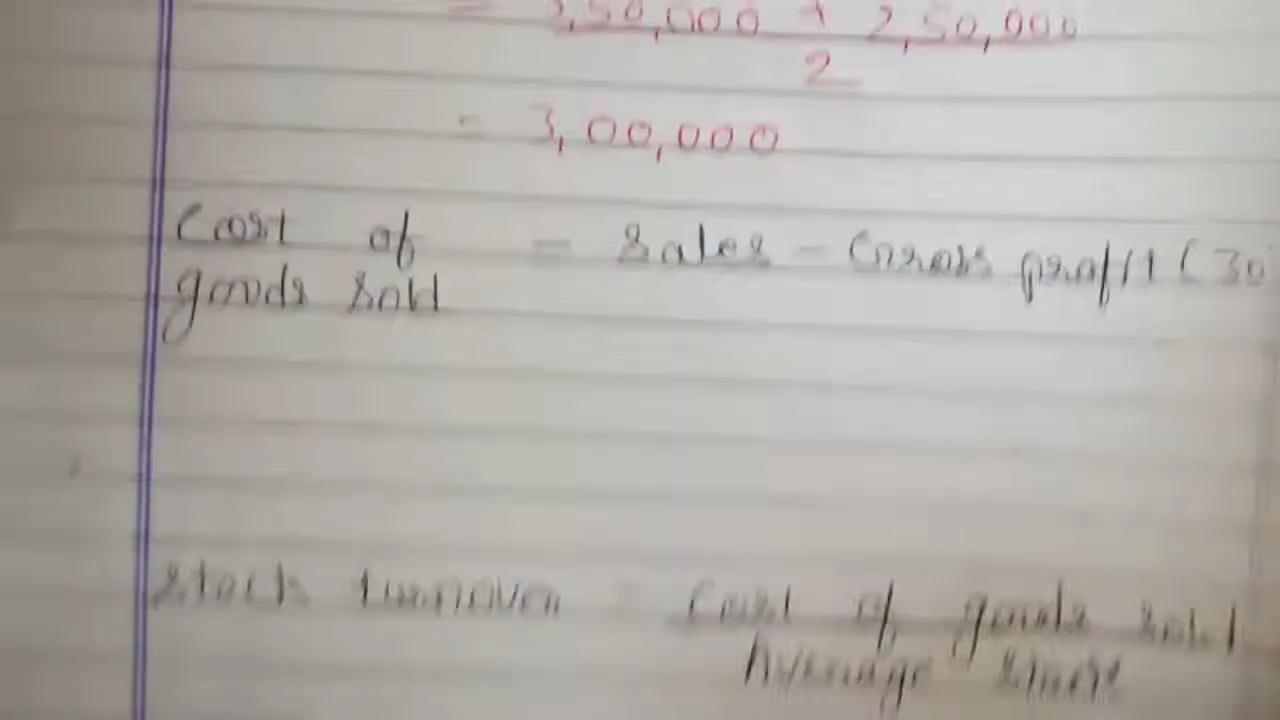 = 3,50,000 + 2,50,000
2
= 3,00,000
Cost of = Sales - Gross profit (30
goods sold
Stock turnover = Cost of goods sold
Average stock